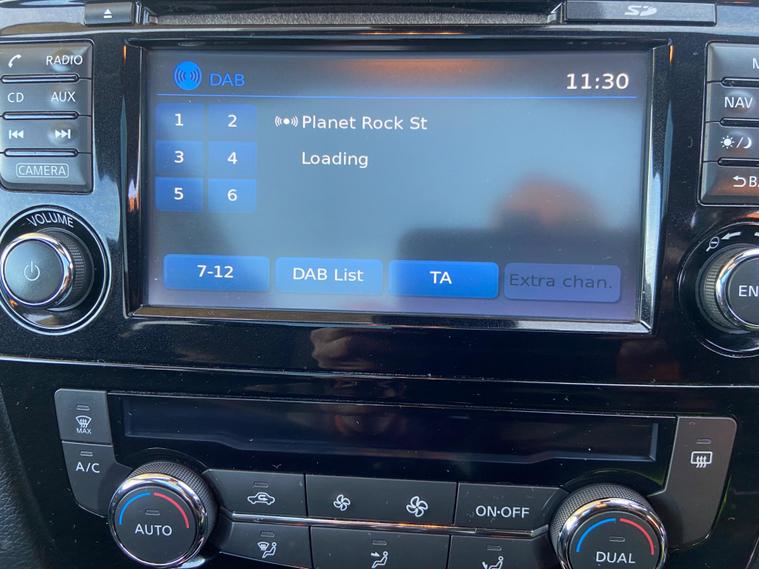 RADIO
CD AUX
CAMERA
VOLUME
DAB 11:30
1 2 Planet Rock St
3 4 Loading
5 6
7-12 DAB List TA Extra chan.
NAV
MAX
A/C
AUTO
ON·OFF
DUAL